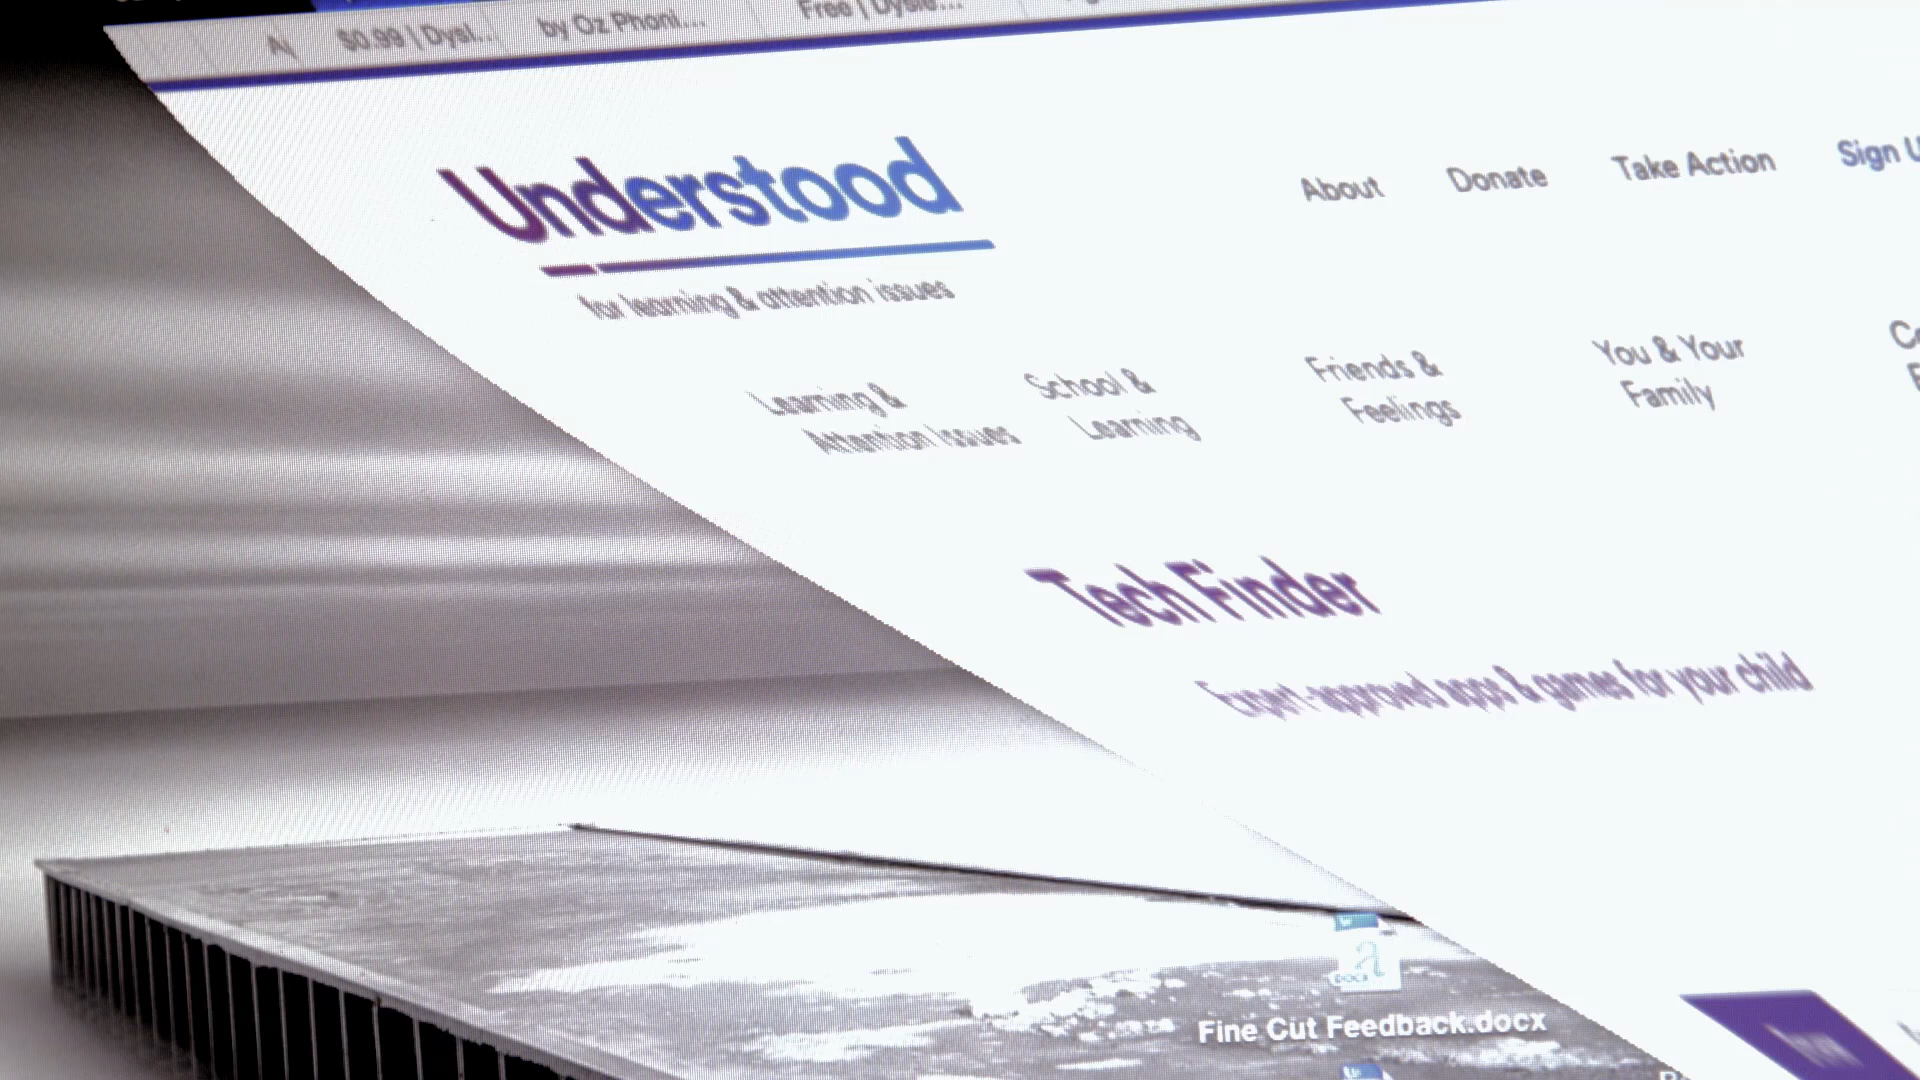 $0.99 | Dysl...
by Oz Phoni...
Free | Dysle...
Understood
for learning & attention issues
About
Donate
Take Action
Sign
Learning &
Attention Issues
School &
Learning
Friends &
Feelings
You & Your
Family
Tech Finder
Expert-approved apps & games for your child
DOCX
Fine Cut Feedback.docx